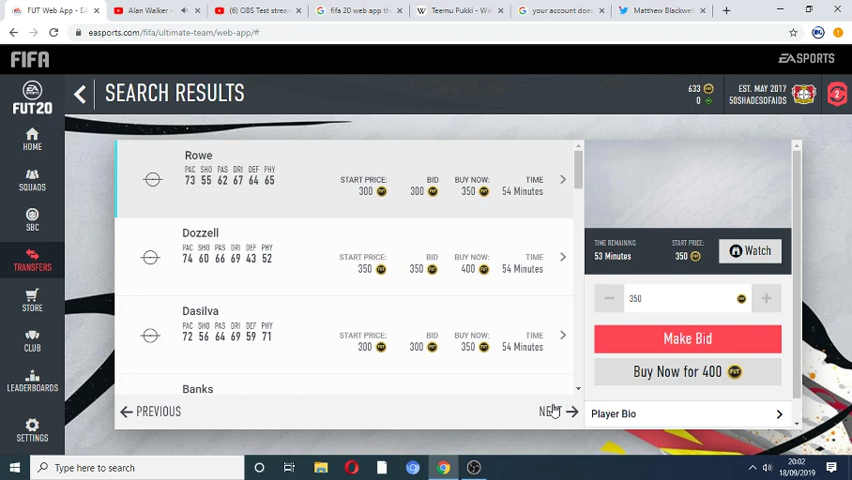 FUT Web App -
Alan Walker -
(6) OBS Test stream
fifa 20 web app th
Teemu Pukki - Wik
your account does
Matthew Blackwel
easports.com/fifa/ultimate-team/web-app/#
FIFA
EA SPORTS
FUT20
SEARCH RESULTS
633
0
EST. MAY 2017
50SHADESOFAIDS
2
HOME
SQUADS
SBC
TRANSFERS
STORE
CLUB
LEADERBOARDS
SETTINGS
Rowe
PAC SHO PAS DRI DEF PHY
73 55 62 67 64 65
START PRICE: BID BUY NOW: TIME
300 300 350 54 Minutes
Dozzell
PAC SHO PAS DRI DEF PHY
74 60 66 69 43 52
START PRICE: BID BUY NOW: TIME
350 350 400 54 Minutes
Dasilva
PAC SHO PAS DRI DEF PHY
72 56 64 69 59 71
START PRICE: BID BUY NOW: TIME
300 300 350 54 Minutes
Banks
PREVIOUS
NEXT
TIME REMAINING
53 Minutes
START PRICE:
350
Watch
350
Make Bid
Buy Now for 400 FUT
Player Bio
Type here to search
20:02
18/09/2019